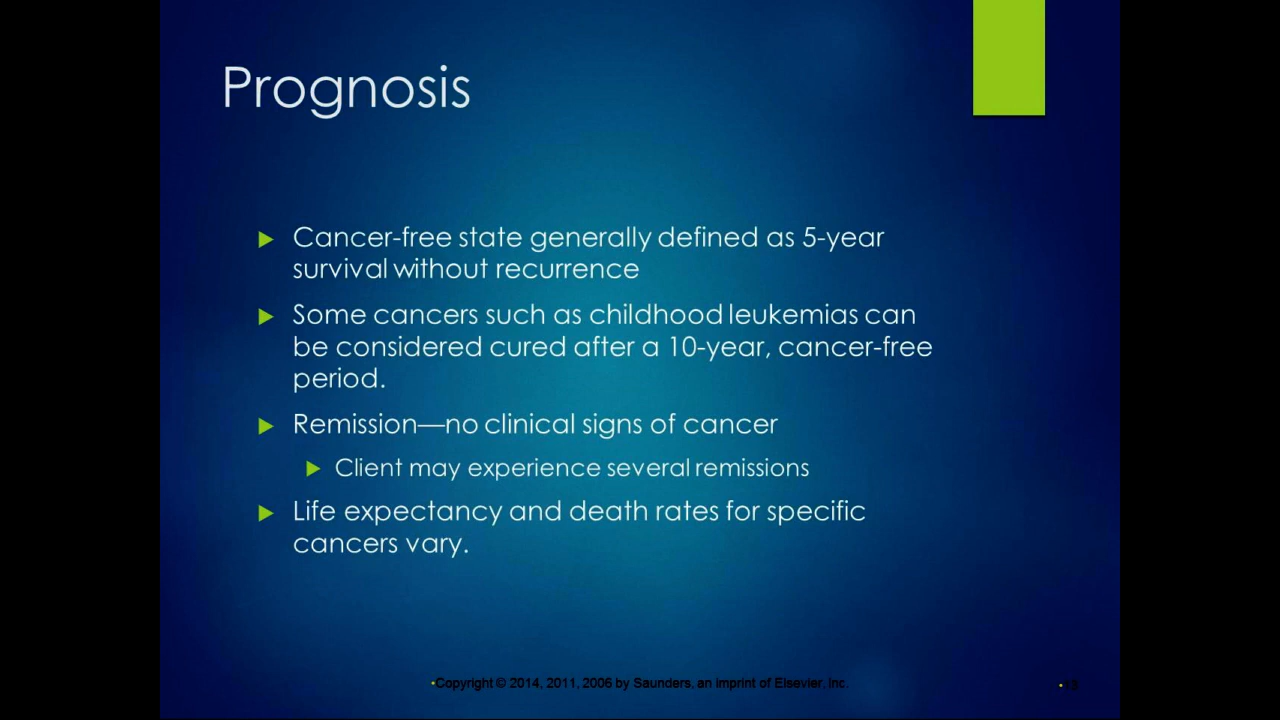 Prognosis
Cancer-free state generally defined as 5-year
survival without recurrence
Some cancers such as childhood leukemias can
be considered cured after a 10-year, cancer-free
period.
Remission—no clinical signs of cancer
Client may experience several remissions
Life expectancy and death rates for specific
cancers vary.
•Copyright © 2014, 2011, 2006 by Saunders, an imprint of Elsevier, Inc.